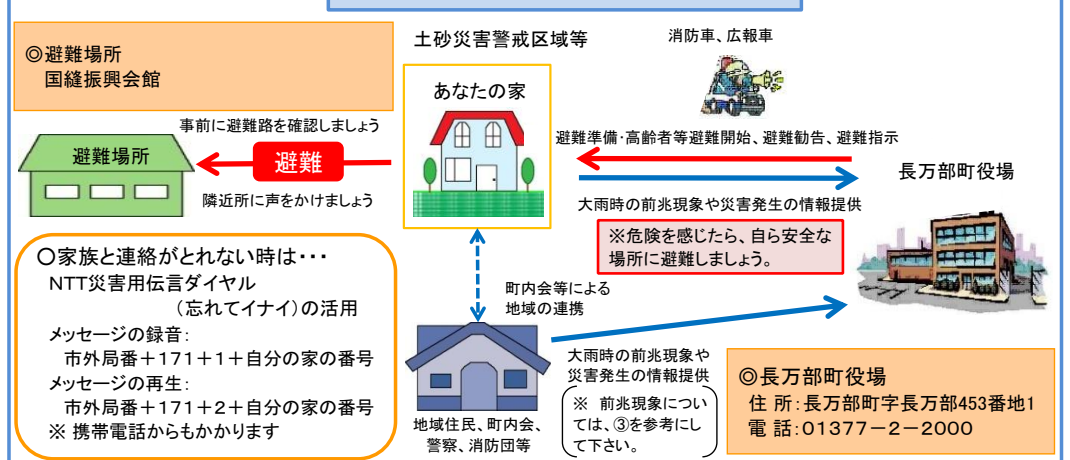 ◎避難場所
国縫振興会館
土砂災害警戒区域等
消防車、広報車
あなたの家
事前に避難路を確認しましょう
避難場所
避難
隣近所に声をかけましょう
避難準備・高齢者等避難開始、避難勧告、避難指示
長万部町役場
大雨時の前兆現象や災害発生の情報提供
※危険を感じたら、自ら安全な
場所に避難しましょう。
〇家族と連絡がとれない時は・・・
NTT災害用伝言ダイヤル
(忘れてイナイ)の活用
メッセージの録音:
市外局番+171+1+自分の家の番号
メッセージの再生:
市外局番+171+2+自分の家の番号
※ 携帯電話からもかかります
町内会等による
地域の連携
地域住民、町内会、
警察、消防団等
大雨時の前兆現象や
災害発生の情報提供
※ 前兆現象につい
ては、③を参考にし
て下さい。
◎長万部町役場
住 所:長万部町字長万部453番地1
電 話:01377-2-2000